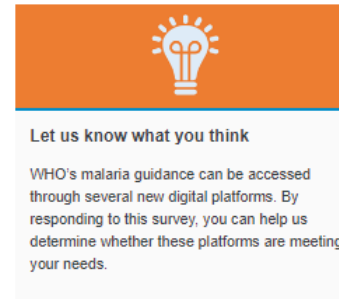 Let us know what you think
WHO's malaria guidance can be accessed
through several new digital platforms. By
responding to this survey, you can help us
determine whether these platforms are meeting
your needs.